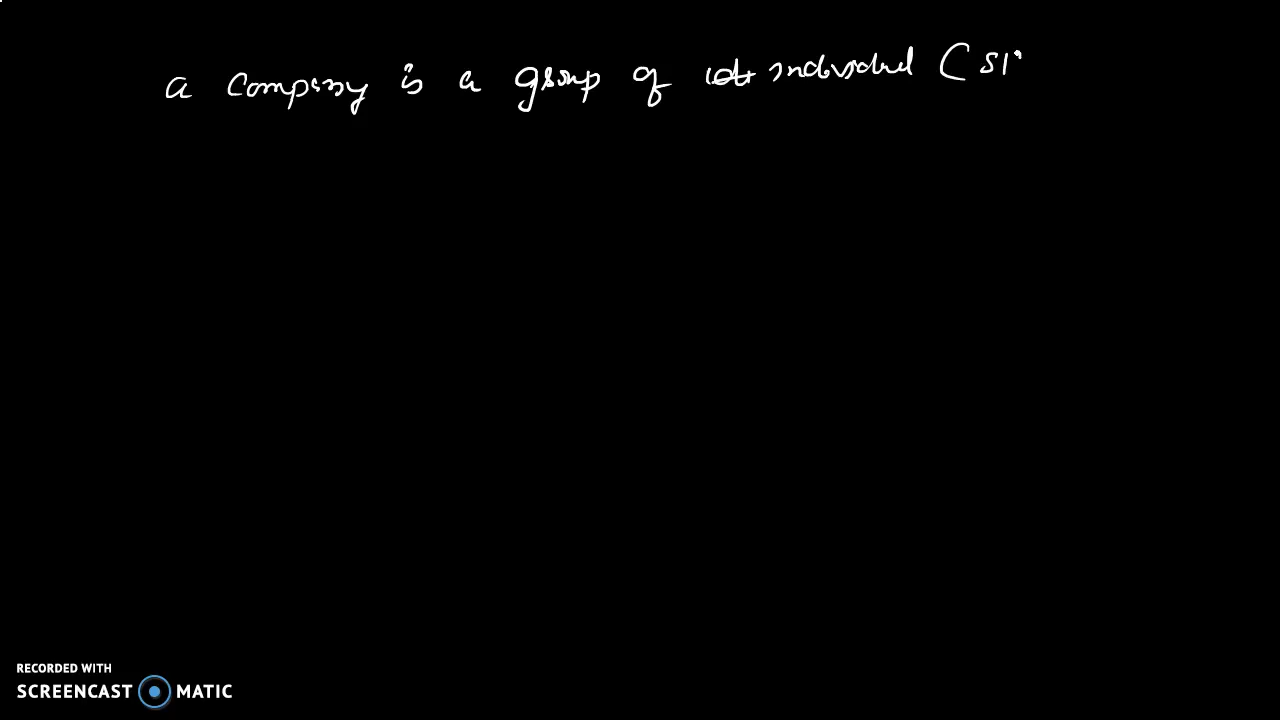 a company is a group of individual (
RECORDED WITH
SCREENCAST MATIC